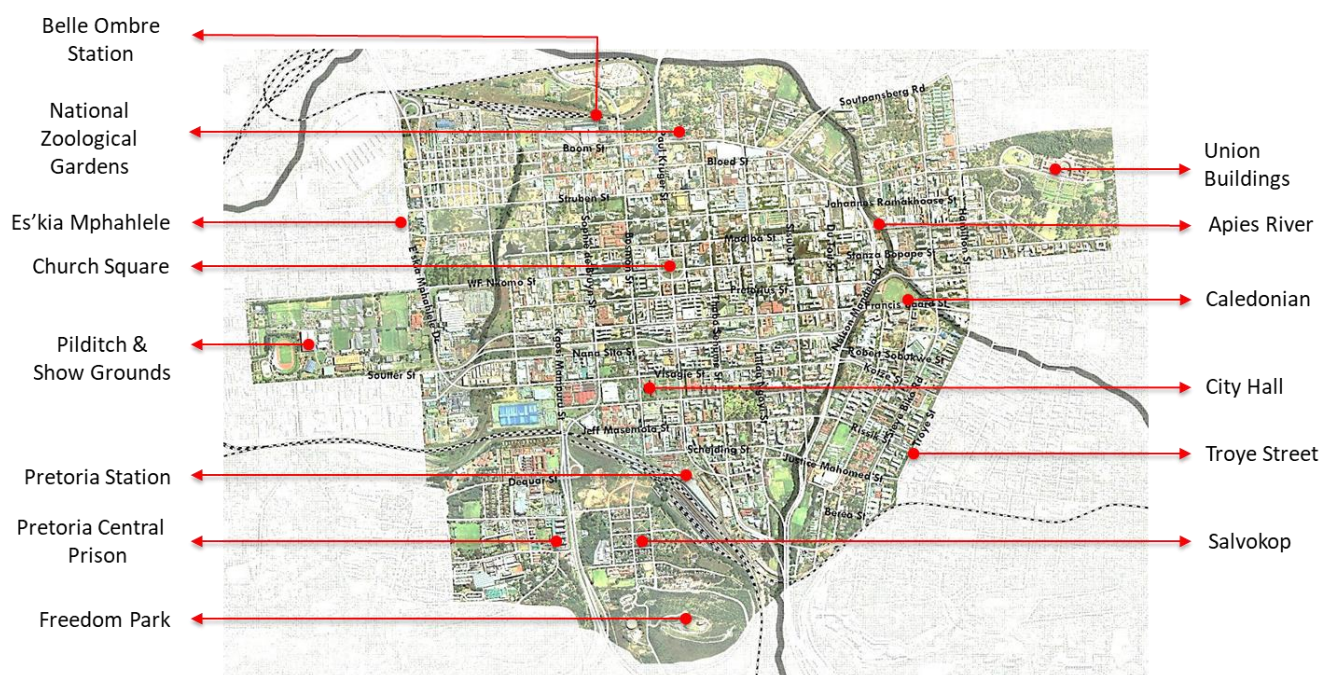 Belle Ombre
Station
National
Zoological
Gardens
Es'kia Mphahlele
Church Square
Pilditch &
Show Grounds
Pretoria Station
Pretoria Central
Prison
Freedom Park
Union
Buildings
Apies River
Caledonian
City Hall
Troye Street
Salvokop
Soutpansberg Rd
Boom St
Paul Kruger St
Bloed St
Struben St
Johannes Ramakhoase St
Hamilton St
Sophie de Bruyn St
Bosman St
Madiba St
Sisulu St
Du Toit St
Stanza Bopape St
Es'kia Mphahlele Dr
WF Nkomo St
Pretorius St
Nelson Mandela Dr
Francis Baard St
Thabo Sehume St
Kgosi Mampuru St
Nana Sita St
Robert Sobukwe St
Kotze St
Visagie St
Soutter St
Lilian Ngoyi St
Jeff Masemola St
Troye St
Scheiding St
Justice Mahomed St
Dequar St
Berea St